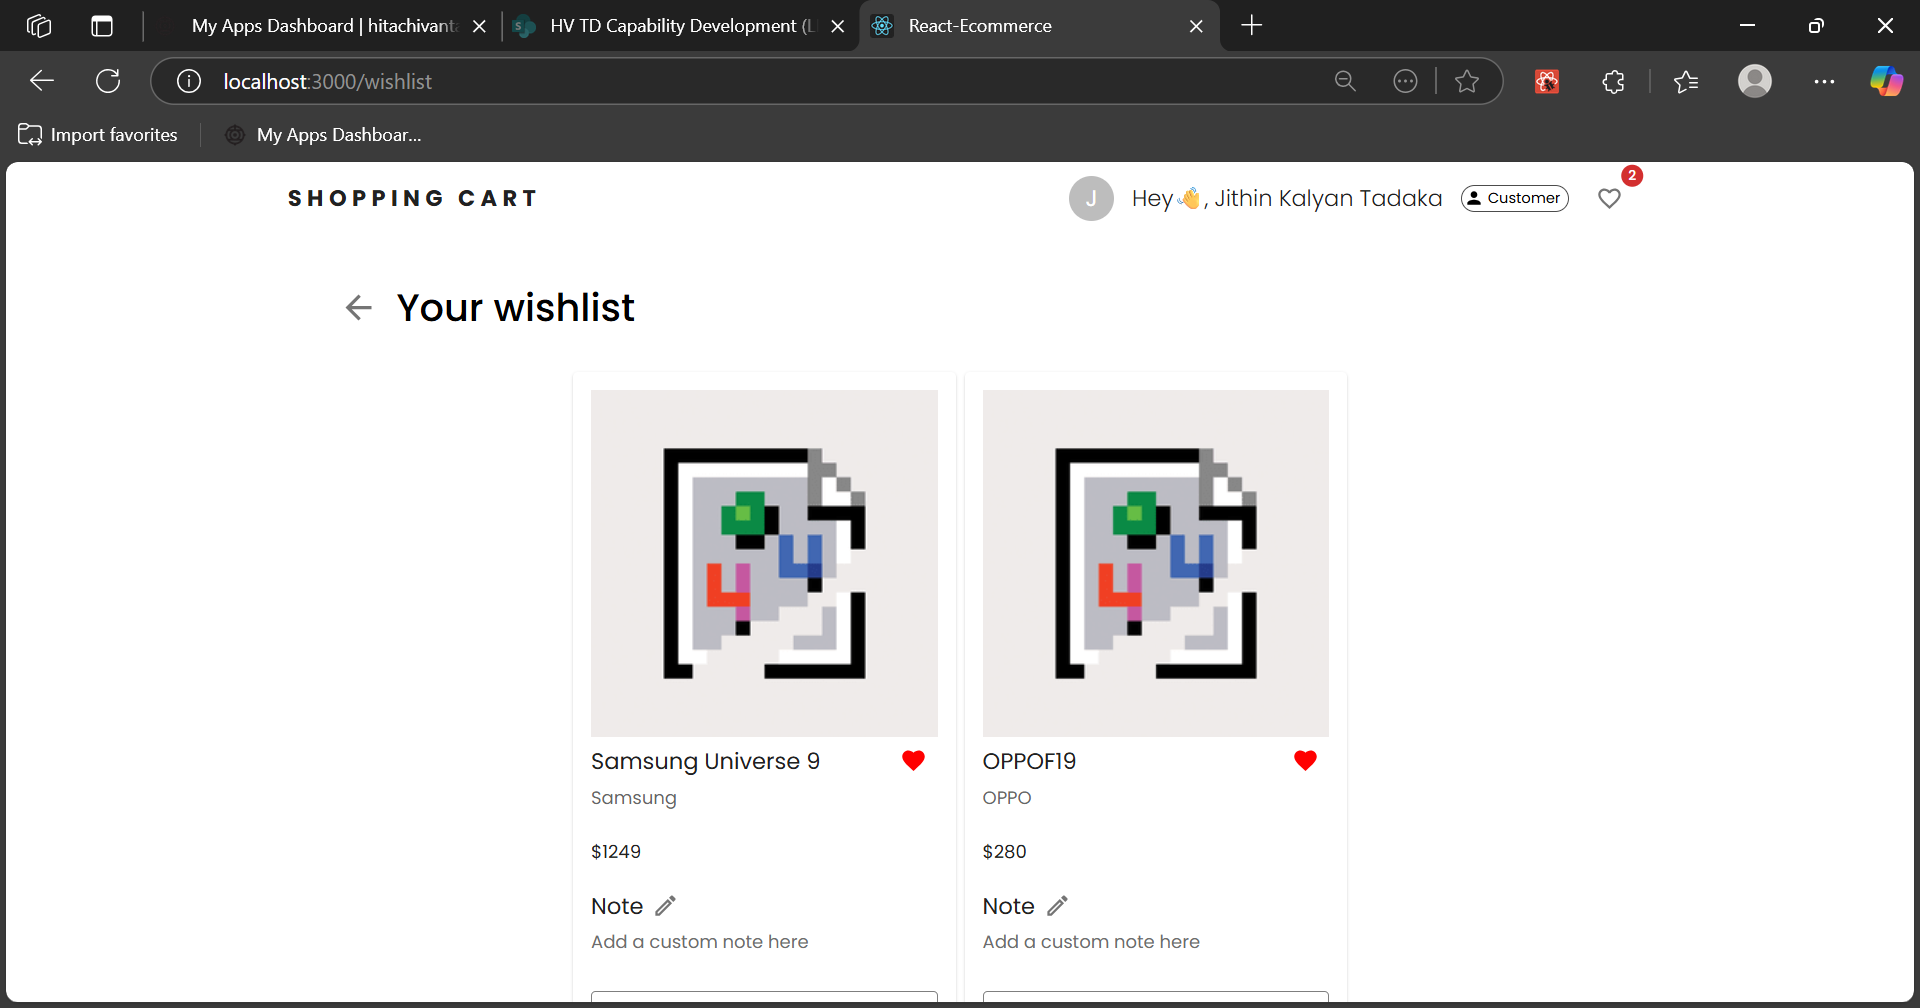 My Apps Dashboard | hitachivanta
HV TD Capability Development (L
React-Ecommerce
localhost:3000/wishlist
Import favorites
My Apps Dashboar...
SHOPPING CART
J
Hey👋, Jithin Kalyan Tadaka
Customer
2
Your wishlist
Samsung Universe 9
Samsung
$1249
Note
Add a custom note here
OPPOF19
OPPO
$280
Note
Add a custom note here